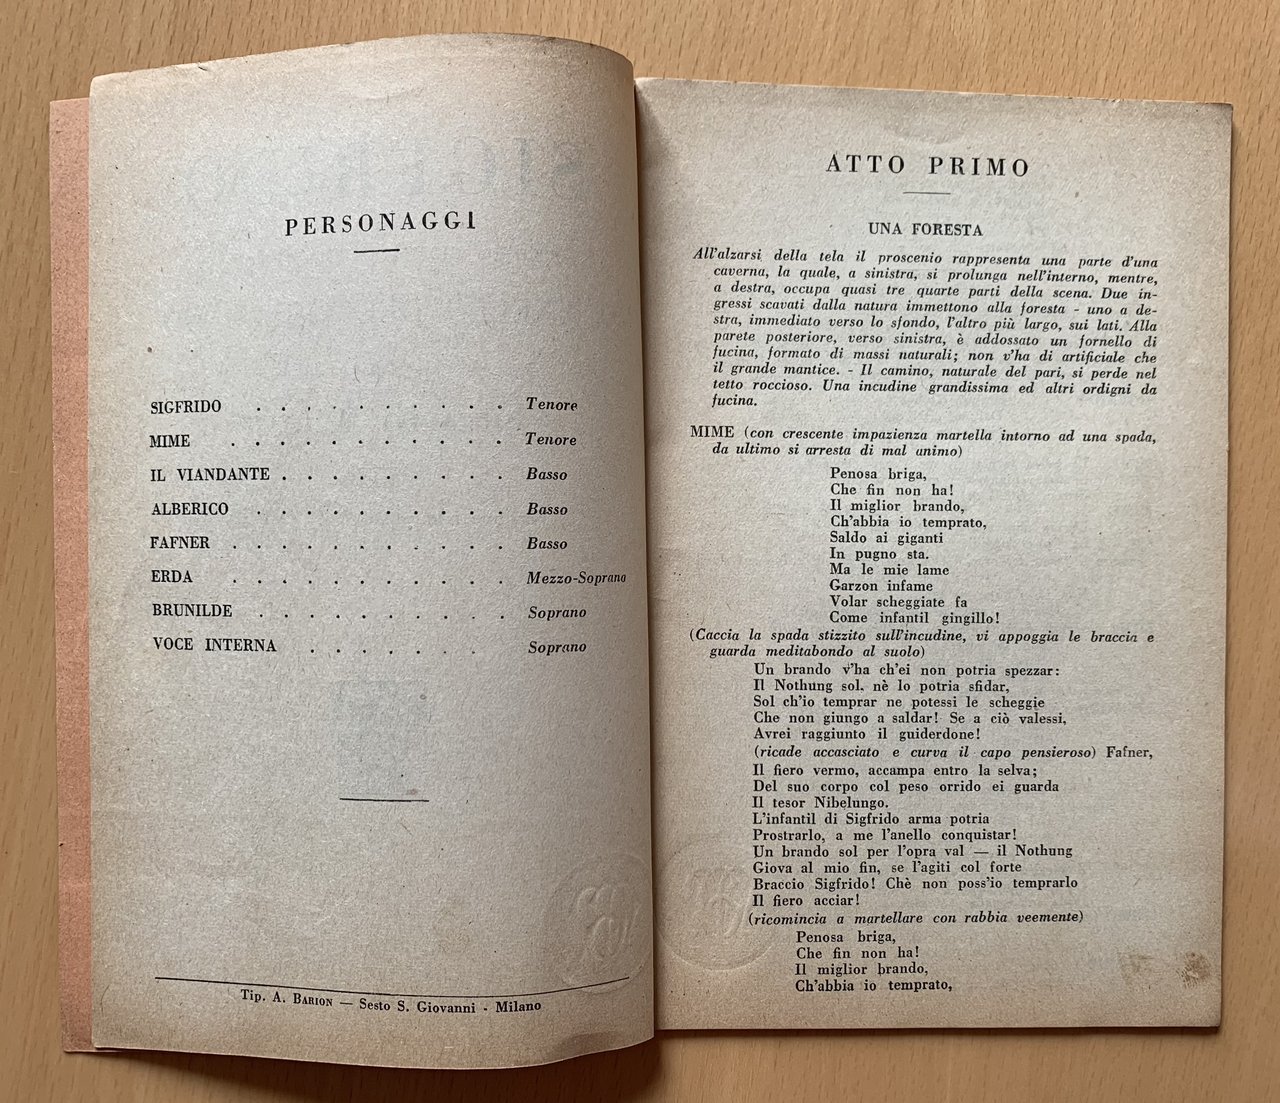 PERSONAGGI
SIGFRIDO . . . . . . . . . . Tenore
MIME . . . . . . . . . . . Tenore
IL VIANDANTE . . . . . . . . . Basso
ALBERICO . . . . . . . . . . Basso
FAFNER . . . . . . . . . . . Basso
ERDA . . . . . . . . . . . Mezzo-Soprano
BRUNILDE . . . . . . . . . . Soprano
VOCE INTERNA . . . . . . . Soprano
Tip. A. BARION — Sesto S. Giovanni - Milano
ATTO PRIMO
UNA FORESTA
All'alzarsi della tela il proscenio rappresenta una parte d'una
caverna, la quale, a sinistra, si prolunga nell'interno, mentre,
a destra, occupa quasi tre quarte parti della scena. Due in-
gressi scavati dalla natura immettono alla foresta - uno a de-
stra, immediato verso lo sfondo, l'altro più largo, sui lati. Alla
parete posteriore, verso sinistra, è addossato un fornello di
fucina, formato di massi naturali; non v'ha di artificiale che
il grande mantice. - Il camino, naturale del pari, si perde nel
tetto roccioso. Una incudine grandissima ed altri ordigni da
fucina.
MIME (con crescente impazienza martella intorno ad una spada,
da ultimo si arresta di mal animo)
Penosa briga,
Che fin non ha!
Il miglior brando,
Ch'abbia io temprato,
Saldo ai giganti
In pugno sta.
Ma le mie lame
Garzon infame
Volar scheggiate fa
Come infantil gingillo!
(Caccia la spada stizzito sull'incudine, vi appoggia le braccia e
guarda meditabondo al suolo)
Un brando v'ha ch'ei non potria spezzar:
Il Nothung sol. nè lo potria sfidar,
Sol ch'io temprar ne potessi le scheggie
Che non giungo a saldar! Se a ciò valessi,
Avrei raggiunto il guiderdone!
(ricade accasciato e curva il capo pensieroso) Fafner,
Il fiero vermo, accampa entro la selva;
Del suo corpo col peso orrido ei guarda
Il tesor Nibelungo.
L'infantil di Sigfrido arma potria
Prostrarlo, a me l'anello conquistar!
Un brando sol per l'opra val — il Nothung
Giova al mio fin, se l'agiti col forte
Braccio Sigfrido! Chè non poss'io temprarlo
Il fiero acciar!
(ricomincia a martellare con rabbia veemente)
Penosa briga,
Che fin non ha!
Il miglior brando,
Ch'abbia io temprato,